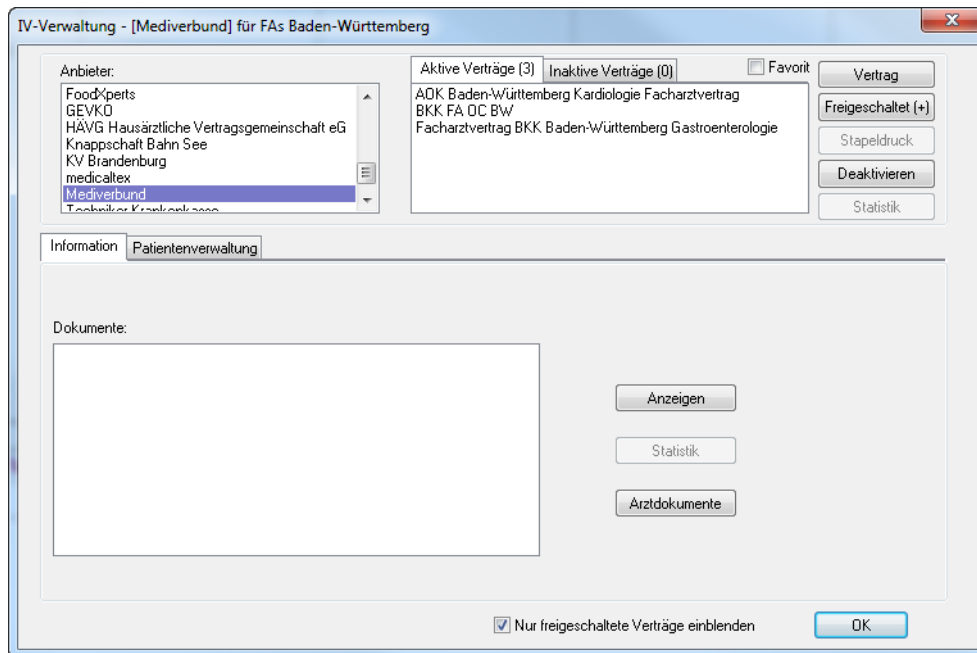 IV-Verwaltung - [Mediverbund] für FAs Baden-Württemberg
x
Anbieter:
FoodXperts
GEVKO
HÄVG Hausärztliche Vertragsgemeinschaft eG
Knappschaft Bahn See
KV Brandenburg
medicaltex
Mediverbund
Techniker Krankenkasse
Aktive Verträge (3)
Inaktive Verträge (0)
Favorit
AOK Baden-Württemberg Kardiologie Facharztvertrag
BKK FA OC BW
Facharztvertrag BKK Baden-Württemberg Gastroenterologie
Vertrag
Freigeschaltet (+)
Stapeldruck
Deaktivieren
Statistik
Information
Patientenverwaltung
Dokumente:
Anzeigen
Statistik
Arztdokumente
Nur freigeschaltete Verträge einblenden
OK